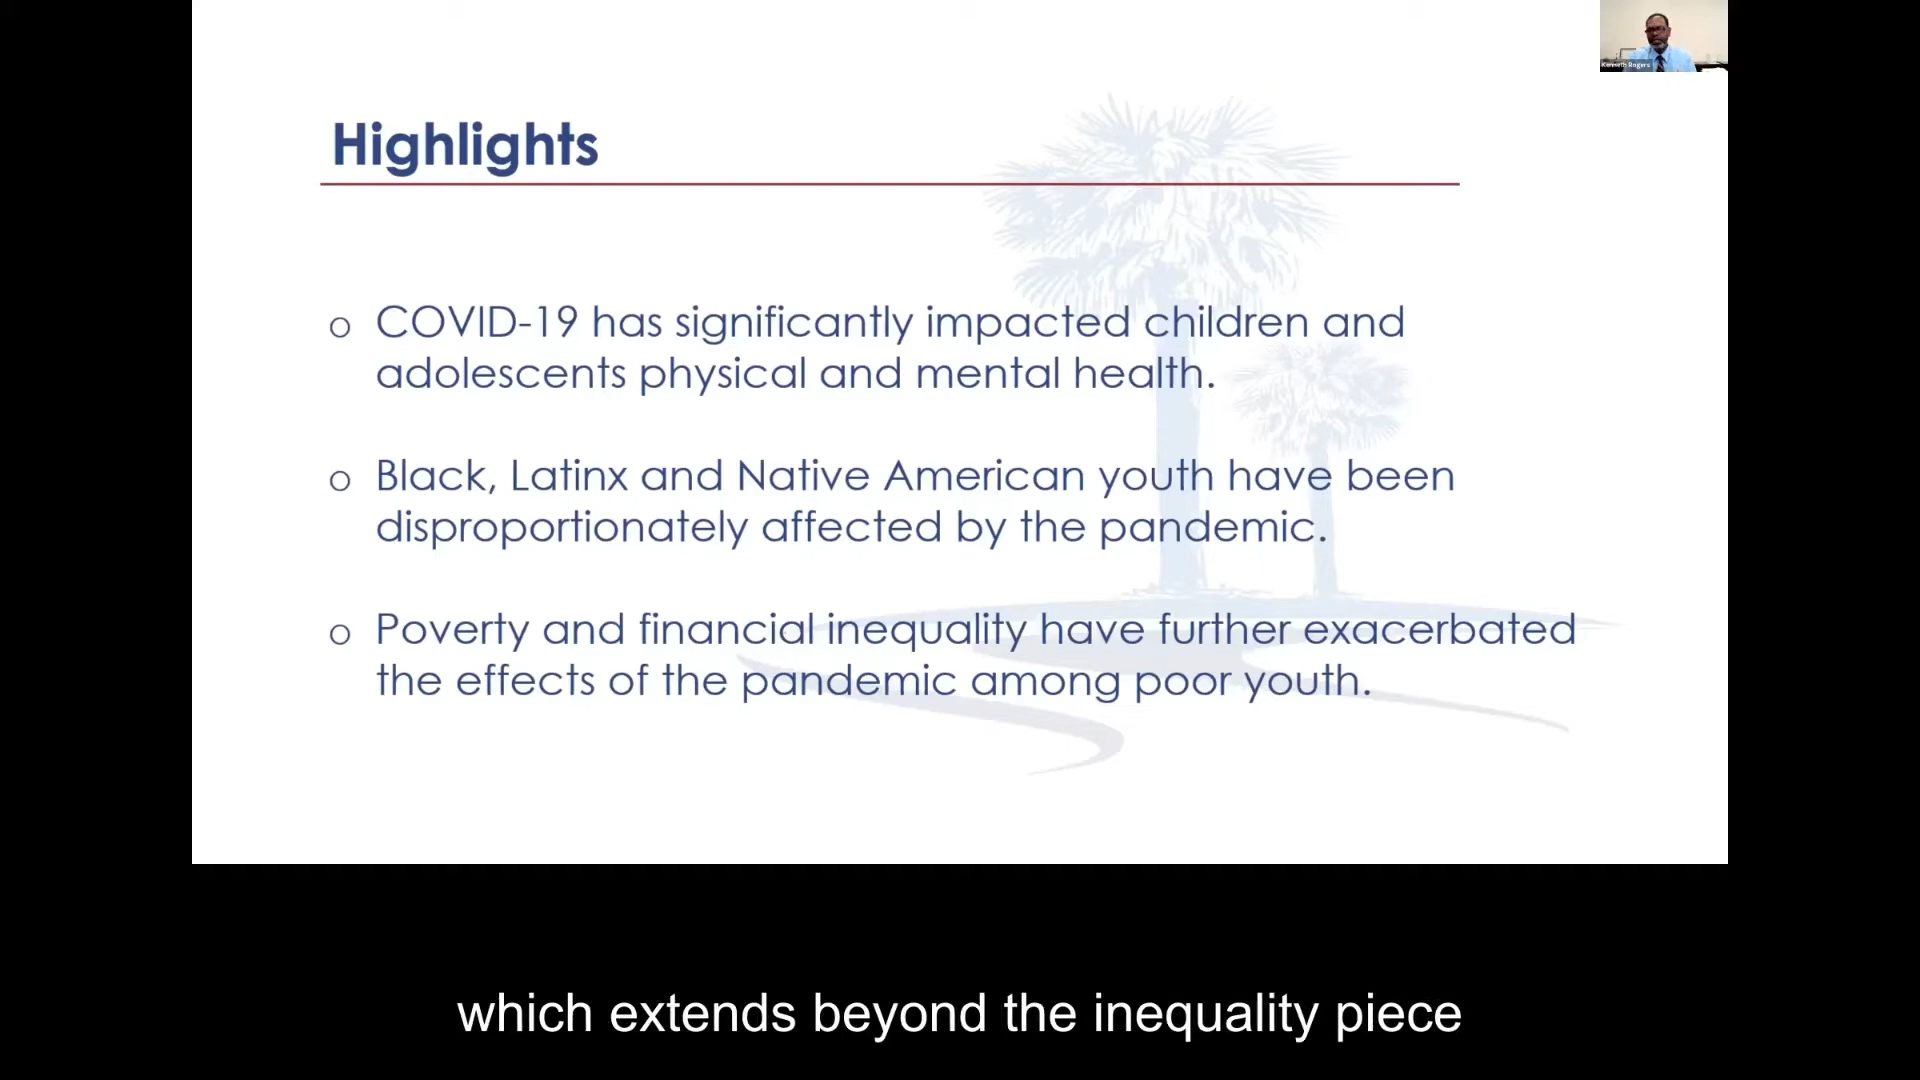 Kenneth Rogers
Highlights
o COVID-19 has significantly impacted children and
adolescents physical and mental health.
o Black, Latinx and Native American youth have been
disproportionately affected by the pandemic.
o Poverty and financial inequality have further exacerbated
the effects of the pandemic among poor youth.
which extends beyond the inequality piece